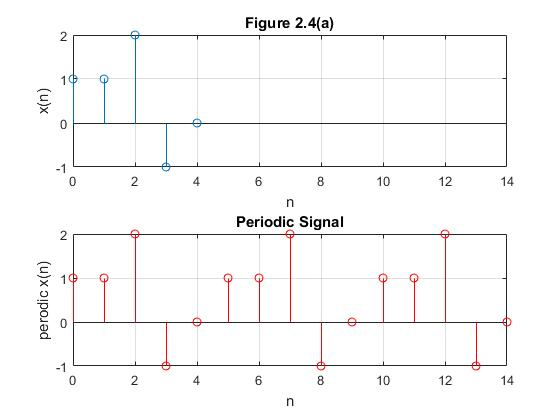 Figure 2.4(a)
2
1
0
-1
x(n)
0 2 4 6 8 10 12 14
n
Periodic Signal
2
1
0
-1
perodic x(n)
0 2 4 6 8 10 12 14
n